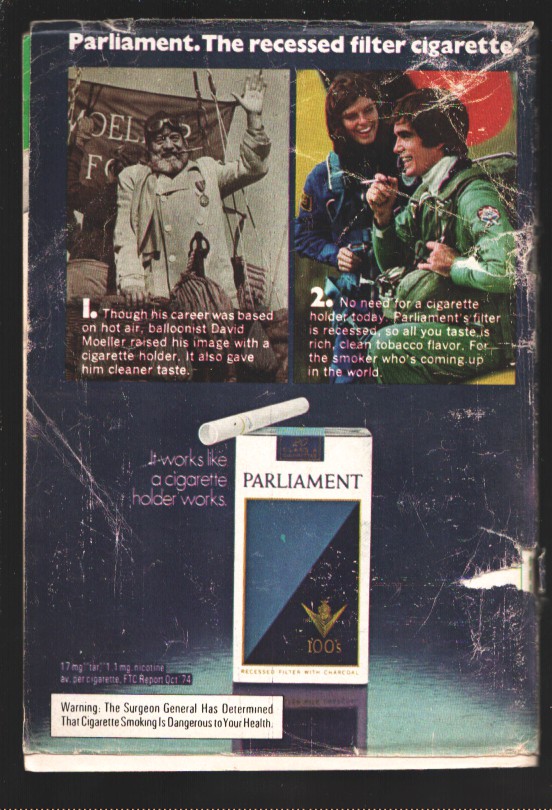 Parliament. The recessed filter cigarette.
MOELLER
FO
1. Though his career was based
on hot air, balloonist David
Moeller raised his image with a
cigarette holder. It also gave
him cleaner taste.
2. No need for a cigarette
holder today. Parliament's filter
is recessed, so all you taste is
rich, clean tobacco flavor. For
the smoker who's coming up
in the world.
It works like
a cigarette
holder works.
PARLIAMENT
100's
RECESSED FILTER WITH CHARCOAL
17 mg "tar," 1.1 mg. nicotine
av. per cigarette, FTC Report Oct. '74
Warning: The Surgeon General Has Determined
That Cigarette Smoking Is Dangerous to Your Health.